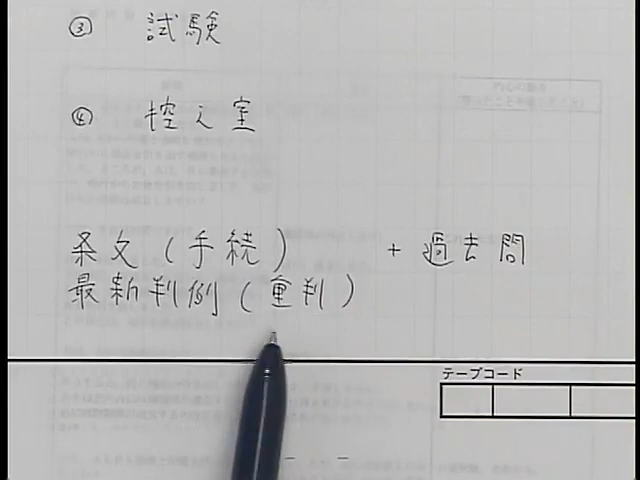 ③ 試験
④ 控え室
条文(手続) + 過去問
最新判例(重判)
テープコード